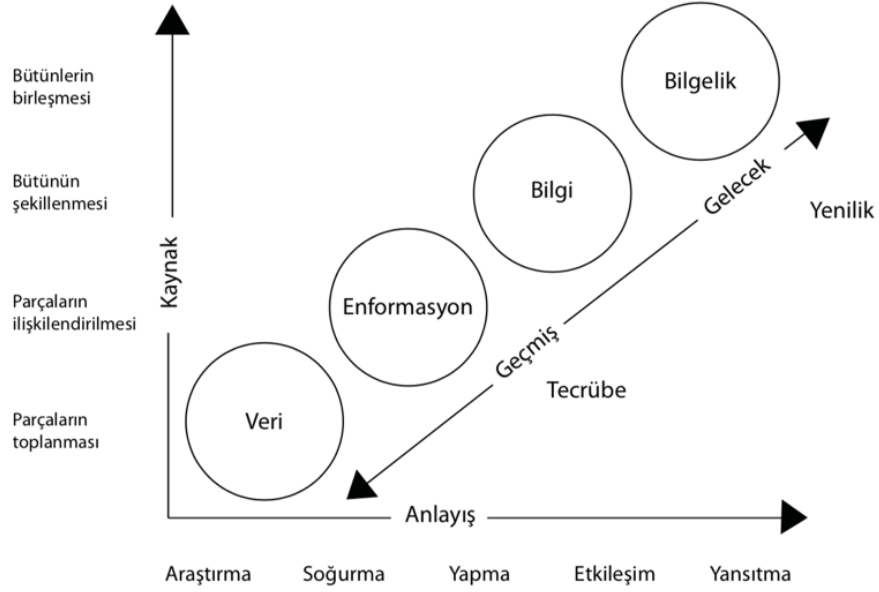 Bütünlerin
birleşmesi
Bilgelik
Bütünün
şekillenmesi
Bilgi
Gelecek
Yenilik
Kaynak
Parçaların
ilişkilendirilmesi
Enformasyon
Geçmiş
Tecrübe
Parçaların
toplanması
Veri
Anlayış
Araştırma Soğurma Yapma Etkileşim Yansıtma